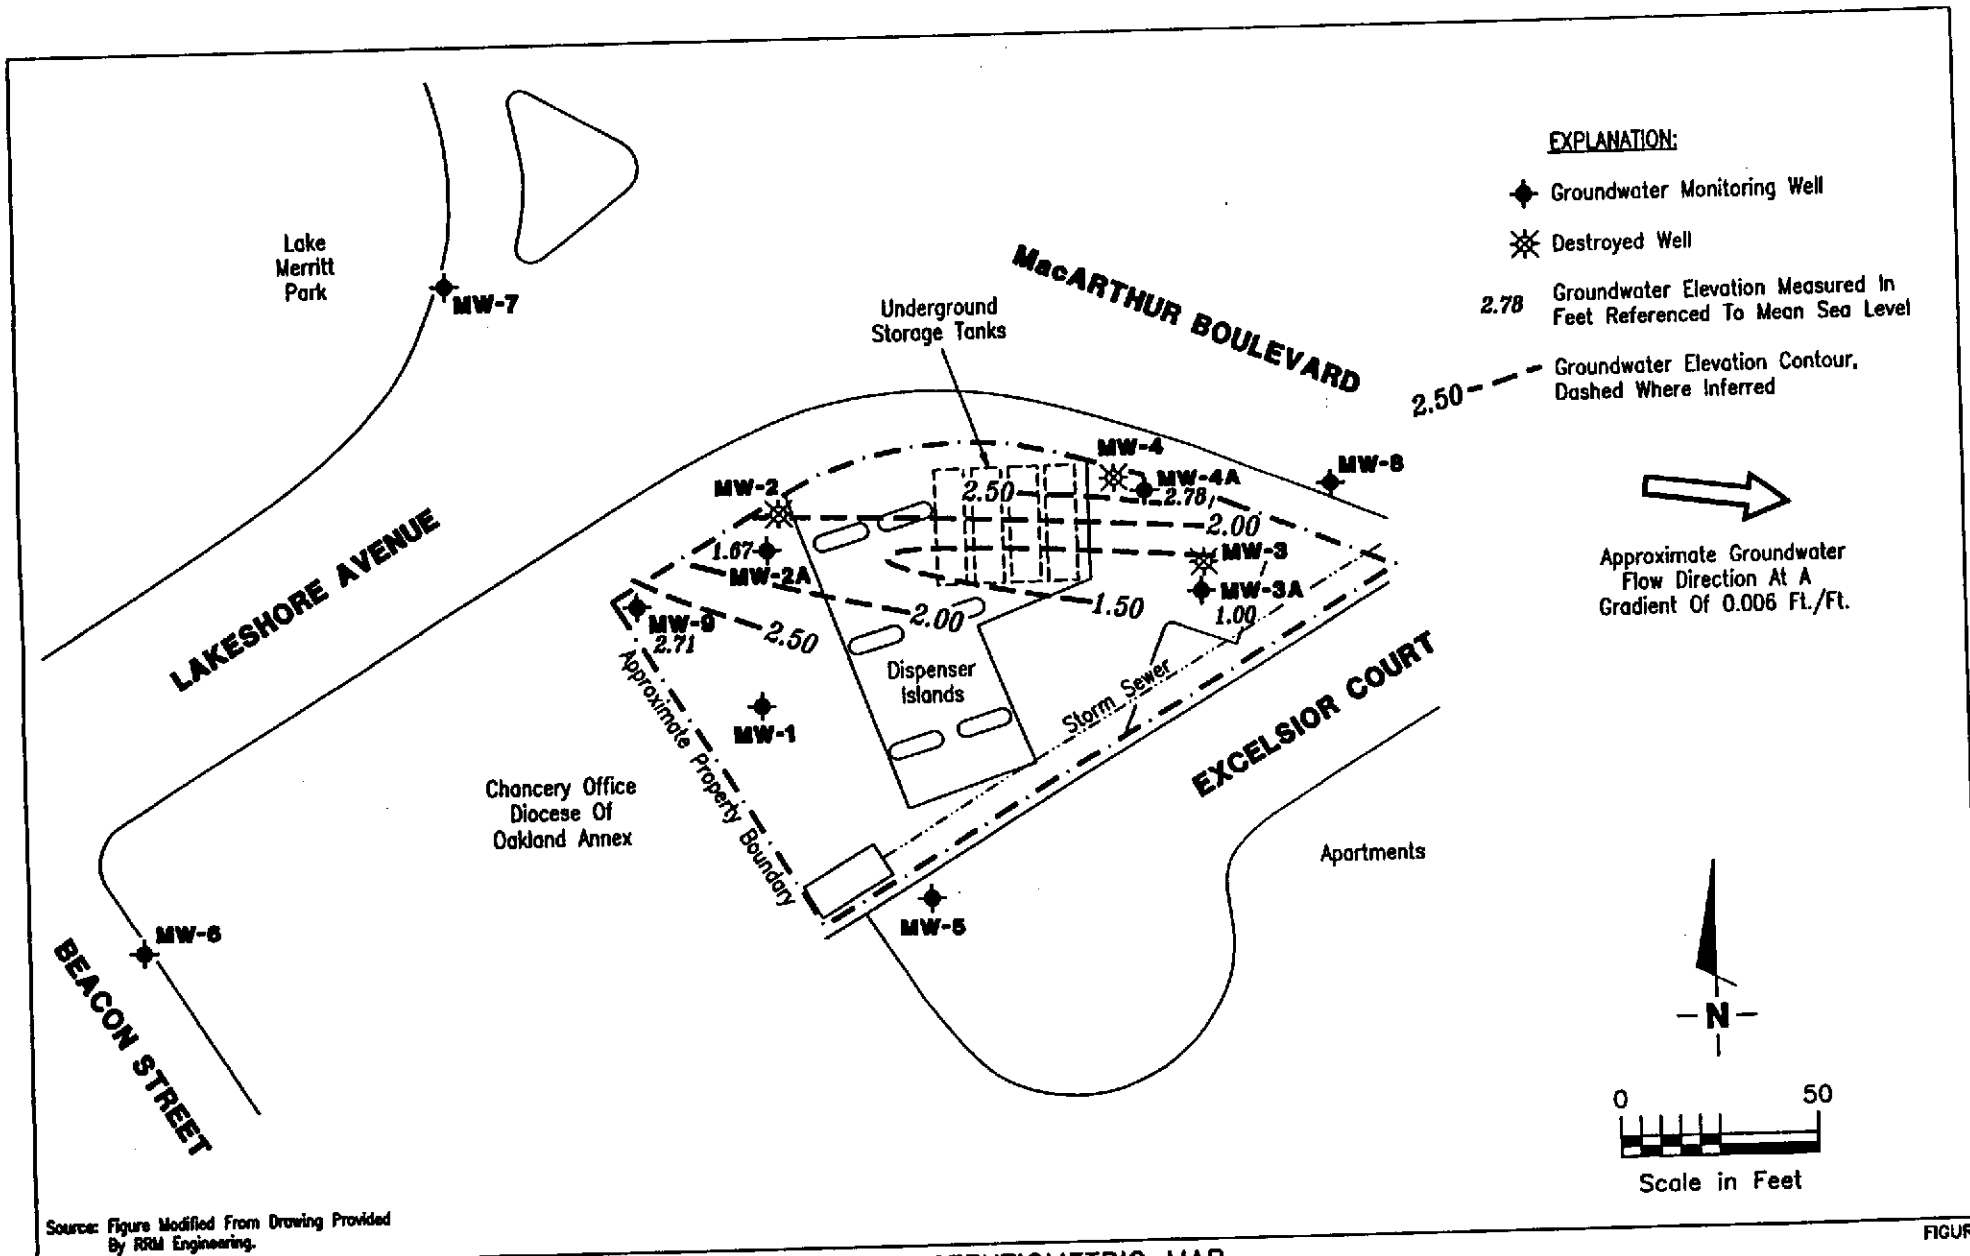 EXPLANATION:
Groundwater Monitoring Well
Destroyed Well
2.78
Groundwater Elevation Measured In
Feet Referenced To Mean Sea Level
2.50
Groundwater Elevation Contour,
Dashed Where Inferred
Approximate Groundwater
Flow Direction At A
Gradient Of 0.006 Ft./Ft.
Lake
Merritt
Park
MW-7
Underground
Storage Tanks
MacARTHUR BOULEVARD
MW-8
MW-4
MW-4A
2.78
MW-2
2.50
2.00
1.67
MW-2A
MW-3
MW-3A
1.00
1.50
2.00
MW-9
2.71
2.50
LAKESHORE AVENUE
Approximate Property Boundary
MW-1
Dispenser
Islands
Storm Sewer
EXCELSIOR COURT
Chancery Office
Diocese Of
Oakland Annex
Apartments
MW-5
MW-6
BEACON STREET
N
0 50
Scale in Feet
Source: Figure Modified From Drawing Provided
By RRM Engineering.
MAP
FIGUR